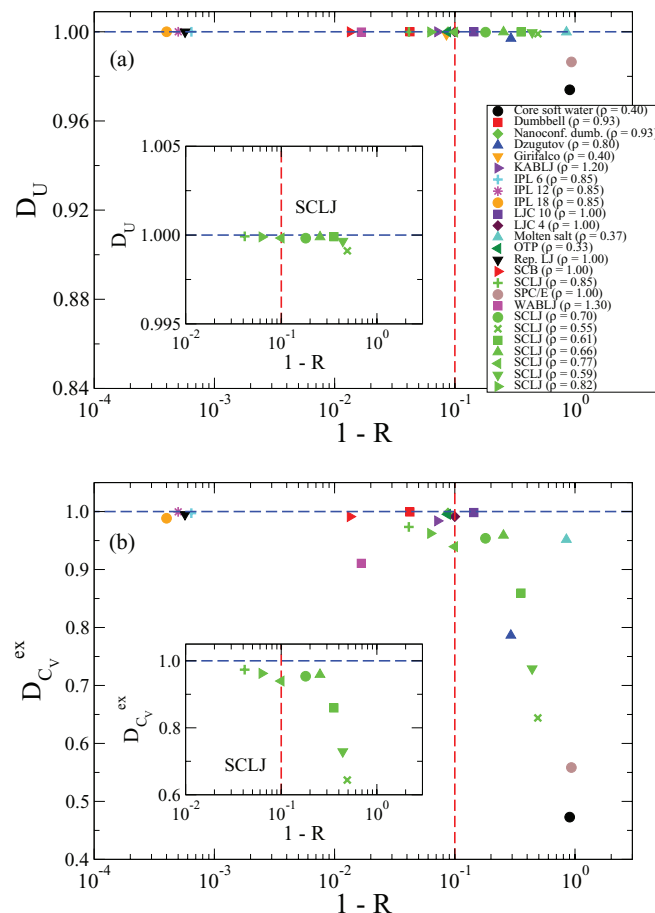 1.00
(a)
0.96
0.92
0.88
0.84
D_U
1.005
1.000
0.995
D_U
SCLJ
10^-2
10^-1
10^0
1 - R
Core soft water (ρ = 0.40)
Dumbbell (ρ = 0.93)
Nanoconf. dumb. (ρ = 0.93)
Dzugutov (ρ = 0.80)
Girifalco (ρ = 0.40)
KABLJ (ρ = 1.20)
IPL 6 (ρ = 0.85)
IPL 12 (ρ = 0.85)
IPL 18 (ρ = 0.85)
LJC 10 (ρ = 1.00)
LJC 4 (ρ = 1.00)
Molten salt (ρ = 0.37)
OTP (ρ = 0.33)
Rep. LJ (ρ = 1.00)
SCB (ρ = 1.00)
SCLJ (ρ = 0.85)
SPC/E (ρ = 1.00)
WABLJ (ρ = 1.30)
SCLJ (ρ = 0.70)
SCLJ (ρ = 0.55)
SCLJ (ρ = 0.61)
SCLJ (ρ = 0.66)
SCLJ (ρ = 0.77)
SCLJ (ρ = 0.59)
SCLJ (ρ = 0.82)
10^-4
10^-3
10^-2
10^-1
10^0
1 - R
1.0
(b)
0.9
0.8
0.7
0.6
0.5
0.4
D_{C_V}^{ex}
1.0
0.8
0.6
D_{C_V}^{ex}
SCLJ
10^-2
10^-1
10^0
1 - R
10^-4
10^-3
10^-2
10^-1
10^0
1 - R